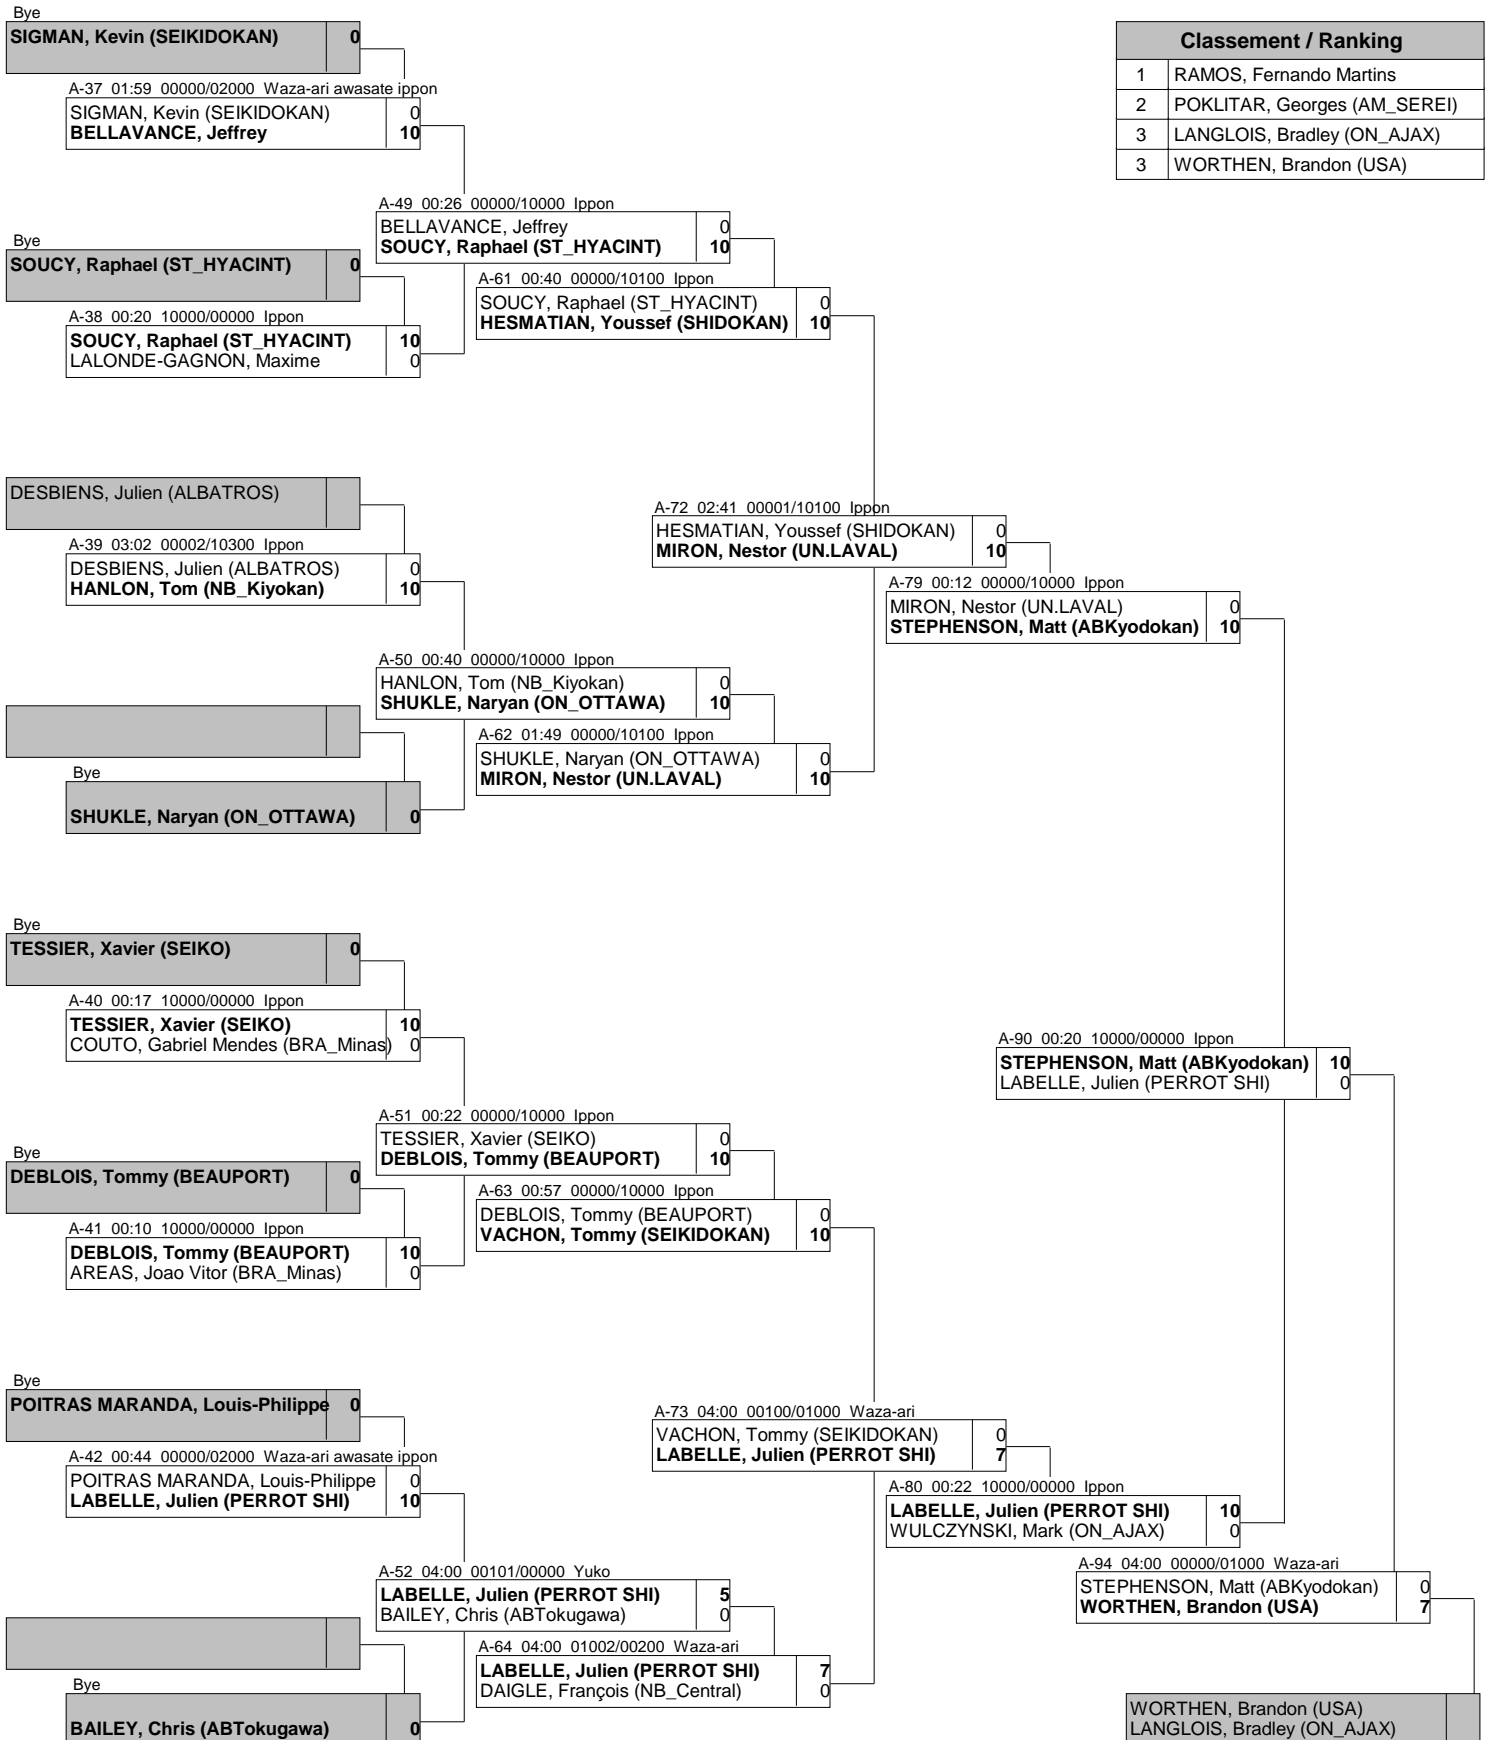 Bye
SIGMAN, Kevin (SEIKIDOKAN) 0
Classement / Ranking
1 RAMOS, Fernando Martins
2 POKLITAR, Georges (AM_SEREI)
3 LANGLOIS, Bradley (ON_AJAX)
3 WORTHEN, Brandon (USA)
A-37 01:59 00000/02000 Waza-ari awasate ippon
SIGMAN, Kevin (SEIKIDOKAN) 0
BELLAVANCE, Jeffrey 10
A-49 00:26 00000/10000 Ippon
BELLAVANCE, Jeffrey 0
SOUCY, Raphael (ST_HYACINT) 10
Bye
SOUCY, Raphael (ST_HYACINT) 0
A-61 00:40 00000/10100 Ippon
SOUCY, Raphael (ST_HYACINT) 0
HESMATIAN, Youssef (SHIDOKAN) 10
A-38 00:20 10000/00000 Ippon
SOUCY, Raphael (ST_HYACINT) 10
LALONDE-GAGNON, Maxime 0
DESBIENS, Julien (ALBATROS)
A-72 02:41 00001/10100 Ippon
HESMATIAN, Youssef (SHIDOKAN) 0
MIRON, Nestor (UN.LAVAL) 10
A-39 03:02 00002/10300 Ippon
DESBIENS, Julien (ALBATROS) 0
HANLON, Tom (NB_Kiyokan) 10
A-79 00:12 00000/10000 Ippon
MIRON, Nestor (UN.LAVAL) 0
STEPHENSON, Matt (ABKyodokan) 10
A-50 00:40 00000/10000 Ippon
HANLON, Tom (NB_Kiyokan) 0
SHUKLE, Naryan (ON_OTTAWA) 10
A-62 01:49 00000/10100 Ippon
SHUKLE, Naryan (ON_OTTAWA) 0
MIRON, Nestor (UN.LAVAL) 10
Bye
SHUKLE, Naryan (ON_OTTAWA) 0
Bye
TESSIER, Xavier (SEIKO) 0
A-40 00:17 10000/00000 Ippon
TESSIER, Xavier (SEIKO) 10
COUTO, Gabriel Mendes (BRA_Minas) 0
A-90 00:20 10000/00000 Ippon
STEPHENSON, Matt (ABKyodokan) 10
LABELLE, Julien (PERROT SHI) 0
A-51 00:22 00000/10000 Ippon
TESSIER, Xavier (SEIKO) 0
DEBLOIS, Tommy (BEAUPORT) 10
Bye
DEBLOIS, Tommy (BEAUPORT) 0
A-63 00:57 00000/10000 Ippon
DEBLOIS, Tommy (BEAUPORT) 0
VACHON, Tommy (SEIKIDOKAN) 10
A-41 00:10 10000/00000 Ippon
DEBLOIS, Tommy (BEAUPORT) 10
AREAS, Joao Vitor (BRA_Minas) 0
Bye
POITRAS MARANDA, Louis-Philippe 0
A-73 04:00 00100/01000 Waza-ari
VACHON, Tommy (SEIKIDOKAN) 0
LABELLE, Julien (PERROT SHI) 7
A-42 00:44 00000/02000 Waza-ari awasate ippon
POITRAS MARANDA, Louis-Philippe 0
LABELLE, Julien (PERROT SHI) 10
A-80 00:22 10000/00000 Ippon
LABELLE, Julien (PERROT SHI) 10
WULCZYNSKI, Mark (ON_AJAX) 0
A-52 04:00 00101/00000 Yuko
LABELLE, Julien (PERROT SHI) 5
BAILEY, Chris (ABTokugawa) 0
A-94 04:00 00000/01000 Waza-ari
STEPHENSON, Matt (ABKyodokan) 0
WORTHEN, Brandon (USA) 7
A-64 04:00 01002/00200 Waza-ari
LABELLE, Julien (PERROT SHI) 7
DAIGLE, François (NB_Central) 0
Bye
BAILEY, Chris (ABTokugawa) 0
WORTHEN, Brandon (USA)
LANGLOIS, Bradley (ON_AJAX)